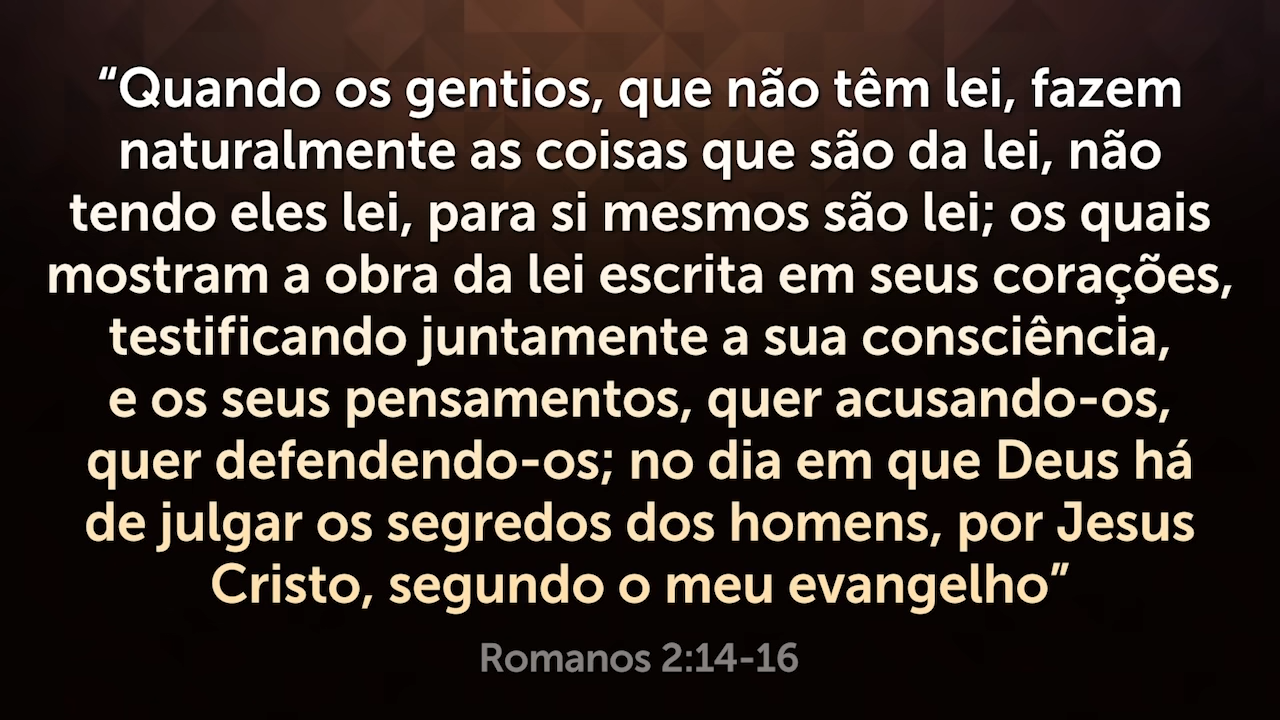 “Quando os gentios, que não têm lei, fazem
naturalmente as coisas que são da lei, não
tendo eles lei, para si mesmos são lei; os quais
mostram a obra da lei escrita em seus corações,
testificando juntamente a sua consciência,
e os seus pensamentos, quer acusando-os,
quer defendendo-os; no dia em que Deus há
de julgar os segredos dos homens, por Jesus
Cristo, segundo o meu evangelho”
Romanos 2:14-16